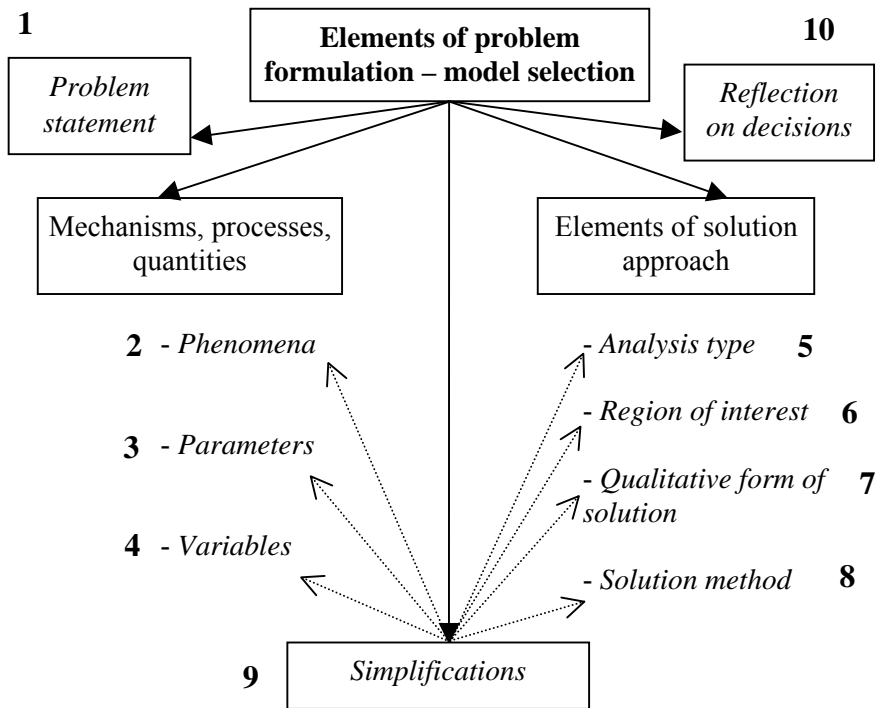 1
Elements of problem
formulation – model selection
10
Problem
statement
Reflection
on decisions
Mechanisms, processes,
quantities
Elements of solution
approach
2 - Phenomena
3 - Parameters
4 - Variables
- Analysis type 5
- Region of interest 6
- Qualitative form of 7
solution
- Solution method 8
9 Simplifications